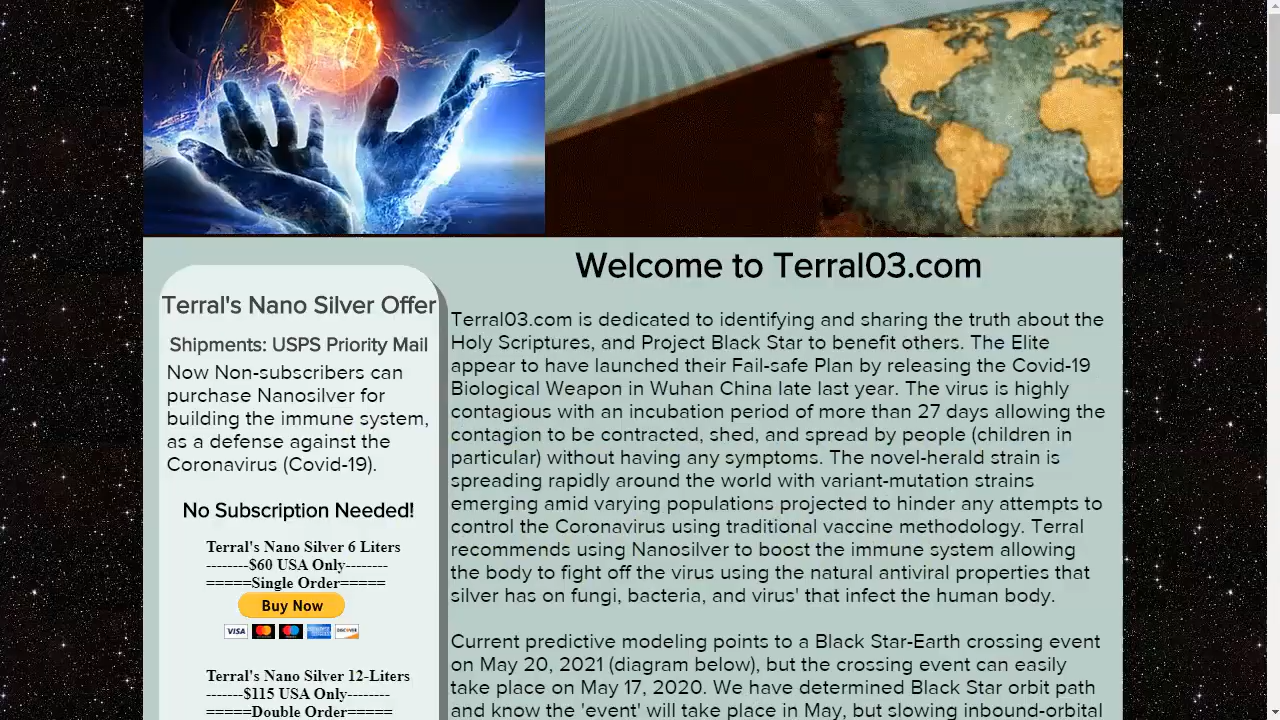 Welcome to Terral03.com
Terral's Nano Silver Offer
Shipments: USPS Priority Mail
Now Non-subscribers can
purchase Nanosilver for
building the immune system,
as a defense against the
Coronavirus (Covid-19).
No Subscription Needed!
Terral's Nano Silver 6 Liters
--------$60 USA Only--------
=====Single Order=====
Buy Now
VISA
DISCOVER
Terral's Nano Silver 12-Liters
-------$115 USA Only--------
=====Double Order=====
Terral03.com is dedicated to identifying and sharing the truth about the
Holy Scriptures, and Project Black Star to benefit others. The Elite
appear to have launched their Fail-safe Plan by releasing the Covid-19
Biological Weapon in Wuhan China late last year. The virus is highly
contagious with an incubation period of more than 27 days allowing the
contagion to be contracted, shed, and spread by people (children in
particular) without having any symptoms. The novel-herald strain is
spreading rapidly around the world with variant-mutation strains
emerging amid varying populations projected to hinder any attempts to
control the Coronavirus using traditional vaccine methodology. Terral
recommends using Nanosilver to boost the immune system allowing
the body to fight off the virus using the natural antiviral properties that
silver has on fungi, bacteria, and virus' that infect the human body.
Current predictive modeling points to a Black Star-Earth crossing event
on May 20, 2021 (diagram below), but the crossing event can easily
take place on May 17, 2020. We have determined Black Star orbit path
and know the 'event' will take place in May, but slowing inbound-orbital